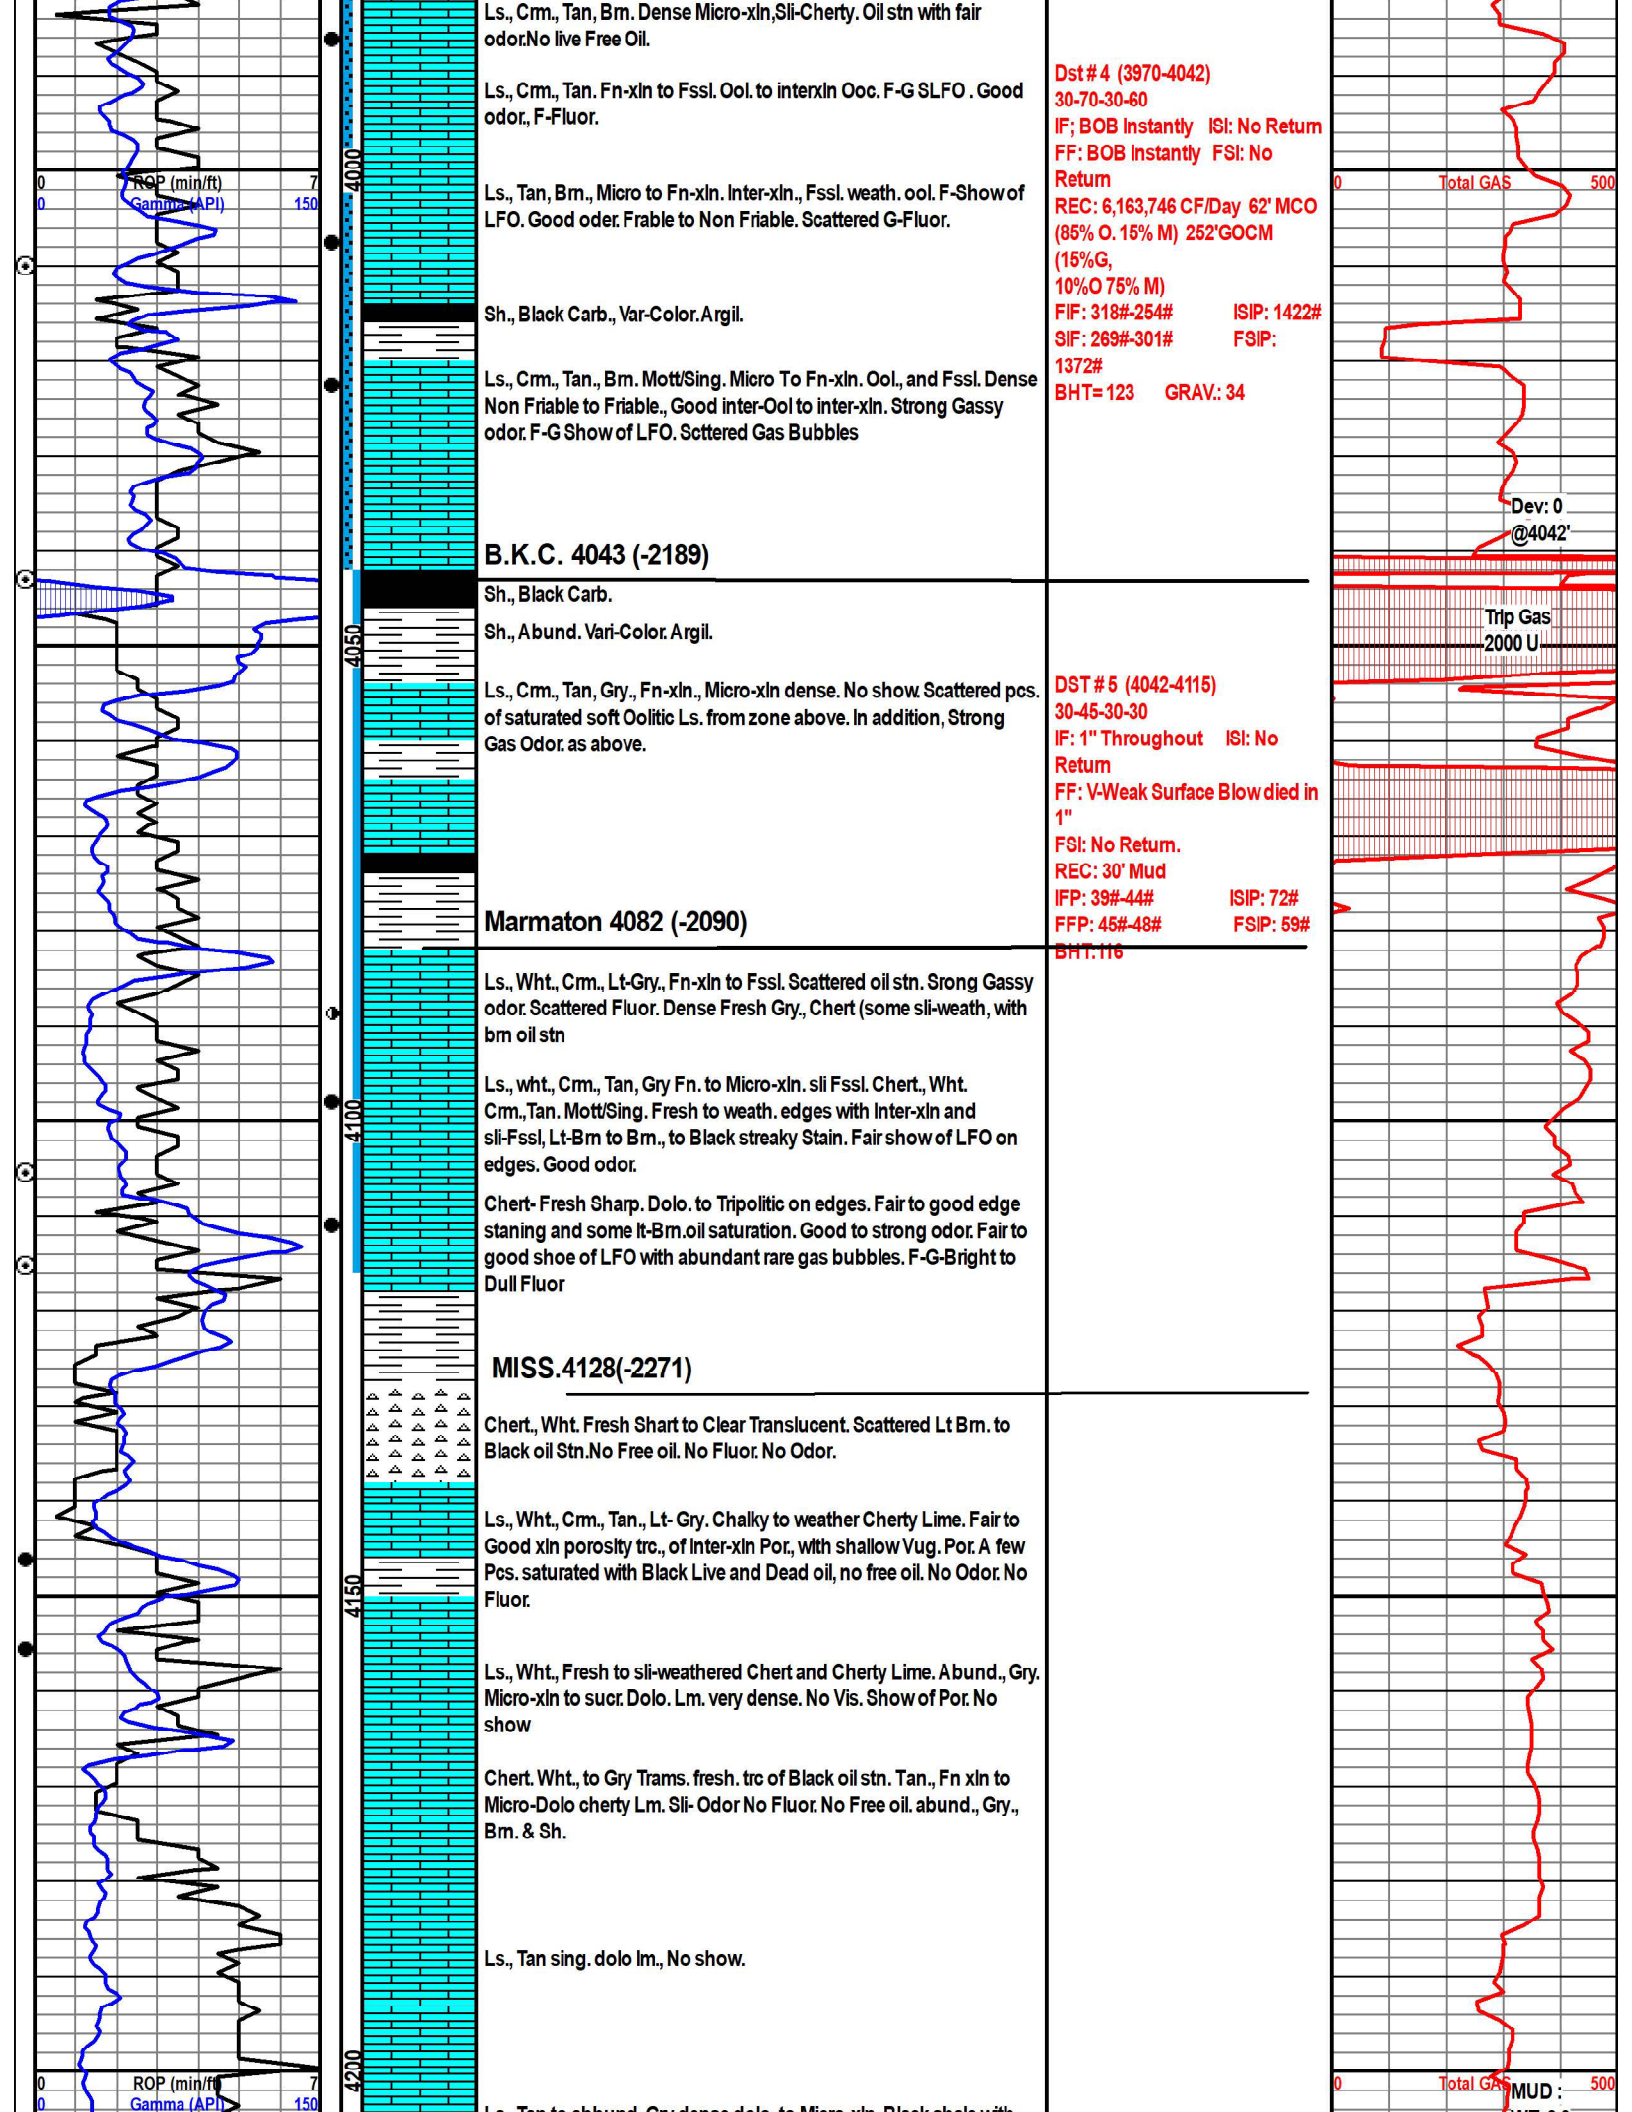 Ls., Crm., Tan, Brn. Dense Micro-xln,Sli-Cherty. Oil stn with fair
odor.No live Free Oil.
Ls., Crm., Tan. Fn-xln to Fssl. Ool. to interxln Ooc. F-G SLFO . Good
odor., F-Fluor.
Ls., Tan, Brn., Micro to Fn-xln. Inter-xln., Fssl. weath. ool. F-Show of
LFO. Good oder. Frable to Non Friable. Scattered G-Fluor.
Sh., Black Carb., Var-Color. Argil.
Ls., Crm., Tan., Brn. Mott/Sing. Micro To Fn-xln. Ool., and Fssl. Dense
Non Friable to Friable., Good inter-Ool to inter-xln. Strong Gassy
odor. F-G Show of LFO. Scttered Gas Bubbles
B.K.C. 4043 (-2189)
Sh., Black Carb.
Sh., Abund. Vari-Color. Argil.
Ls., Crm., Tan, Gry., Fn-xln., Micro-xln dense. No show. Scattered pcs.
of saturated soft Oolitic Ls. from zone above. In addition, Strong
Gas Odor. as above.
Marmaton 4082 (-2090)
Ls., Wht., Crm., Lt-Gry., Fn-xln to Fssl. Scattered oil stn. Srong Gassy
odor. Scattered Fluor. Dense Fresh Gry., Chert (some sli-weath, with
brn oil stn
Ls., wht., Crm., Tan, Gry Fn. to Micro-xln. sli Fssl. Chert., Wht.
Crm.,Tan. Mott/Sing. Fresh to weath. edges with Inter-xln and
sli-Fssl, Lt-Brn to Brn., to Black streaky Stain. Fair show of LFO on
edges. Good odor.
Chert- Fresh Sharp. Dolo. to Tripolitic on edges. Fair to good edge
staning and some lt-Brn.oil saturation. Good to strong odor. Fair to
good shoe of LFO with abundant rare gas bubbles. F-G-Bright to
Dull Fluor
MISS.4128(-2271)
Chert., Wht. Fresh Shart to Clear Translucent. Scattered Lt Brn. to
Black oil Stn.No Free oil. No Fluor. No Odor.
Ls., Wht., Crm., Tan., Lt- Gry. Chalky to weather Cherty Lime. Fair to
Good xln porosity trc., of Inter-xln Por., with shallow Vug. Por. A few
Pcs. saturated with Black Live and Dead oil, no free oil. No Odor. No
Fluor.
Ls., Wht., Fresh to sli-weathered Chert and Cherty Lime. Abund., Gry.
Micro-xln to sucr. Dolo. Lm. very dense. No Vis. Show of Por. No
show
Chert. Wht., to Gry Trams. fresh. trc of Black oil stn. Tan., Fn xln to
Micro-Dolo cherty Lm. Sli- Odor No Fluor. No Free oil. abund., Gry.,
Brn. & Sh.
Ls., Tan sing. dolo lm., No show.
Dst # 4 (3970-4042)
30-70-30-60
IF; BOB Instantly ISI: No Return
FF: BOB Instantly FSI: No
Return
REC: 6,163,746 CF/Day 62' MCO
(85% O. 15% M) 252'GOCM
(15%G,
10%O 75% M)
FIF: 318#-254# ISIP: 1422#
SIF: 269#-301# FSIP:
1372#
BHT= 123 GRAV.: 34
DST # 5 (4042-4115)
30-45-30-30
IF: 1" Throughout ISI: No
Return
FF: V-Weak Surface Blow died in
1"
FSI: No Return.
REC: 30' Mud
IFP: 39#-44# ISIP: 72#
FFP: 45#-48# FSIP: 59#
BHT:116
0 ROP (min/ft) 7
0 Gamma (API) 150
4000
4050
4100
4150
4200
0 ROP (min/ft) 7
0 Gamma (API) 150
0 Total GAS 500
Dev: 0
@4042'
Trip Gas
2000 U
0 Total GAS 500
MUD :